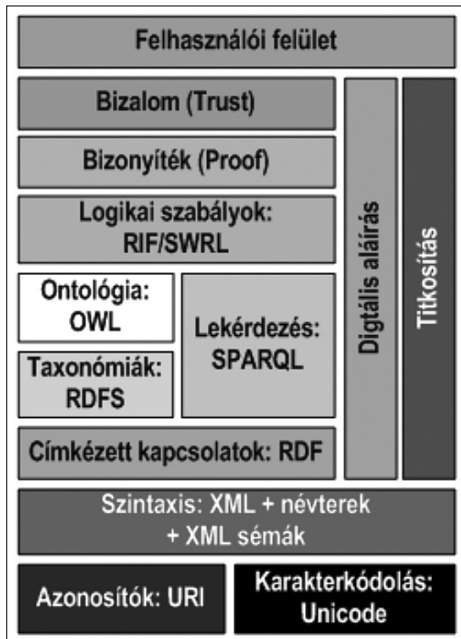 Felhasználói felület
Bizalom (Trust)
Bizonyíték (Proof)
Logikai szabályok:
RIF/SWRL
Ontológia:
OWL
Taxonómiák:
RDFS
Lekérdezés:
SPARQL
Címkézett kapcsolatok: RDF
Digtális aláírás
Titkosítás
Szintaxis: XML + névterek
+ XML sémák
Azonosítók: URI
Karakterkódolás:
Unicode